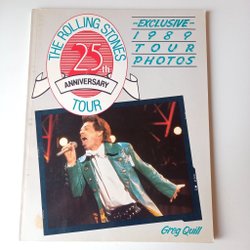 THE ROLLING STONES
25th
ANNIVERSARY
TOUR
-EXCLUSIVE-
1989
TOUR
PHOTOS
Greg Quill